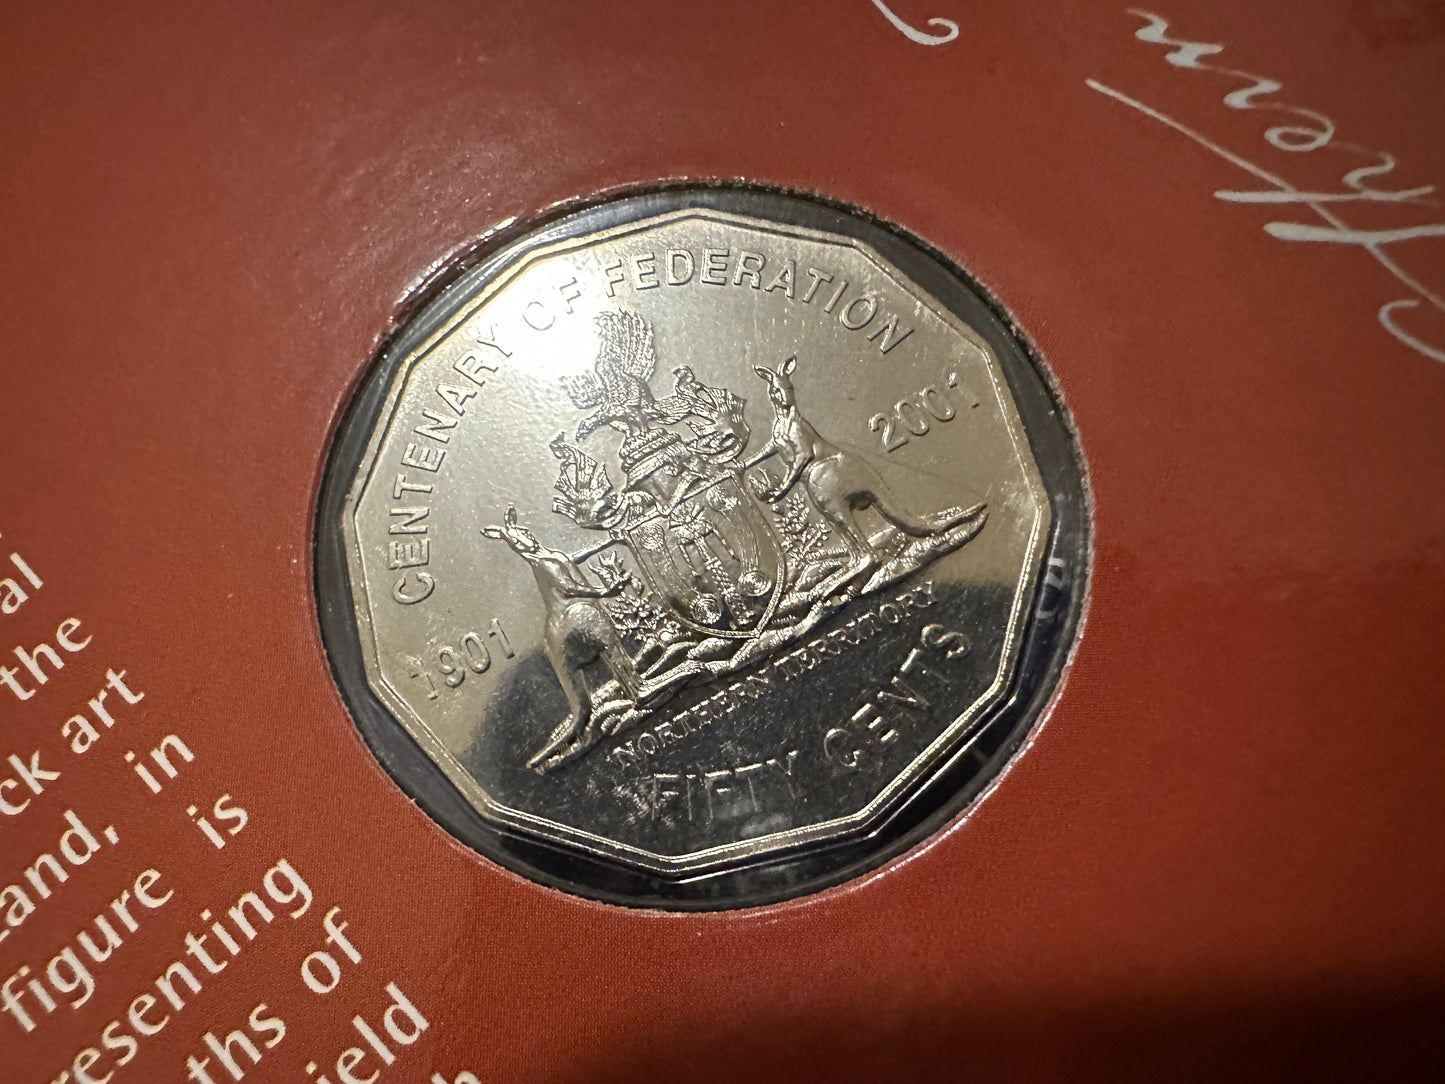 CENTENARY OF FEDERATION
1901
2001
NORTHERN TERRITORY
FIFTY CENTS
al
the
ck art
land, in
figure is
resenting
ths of
ield